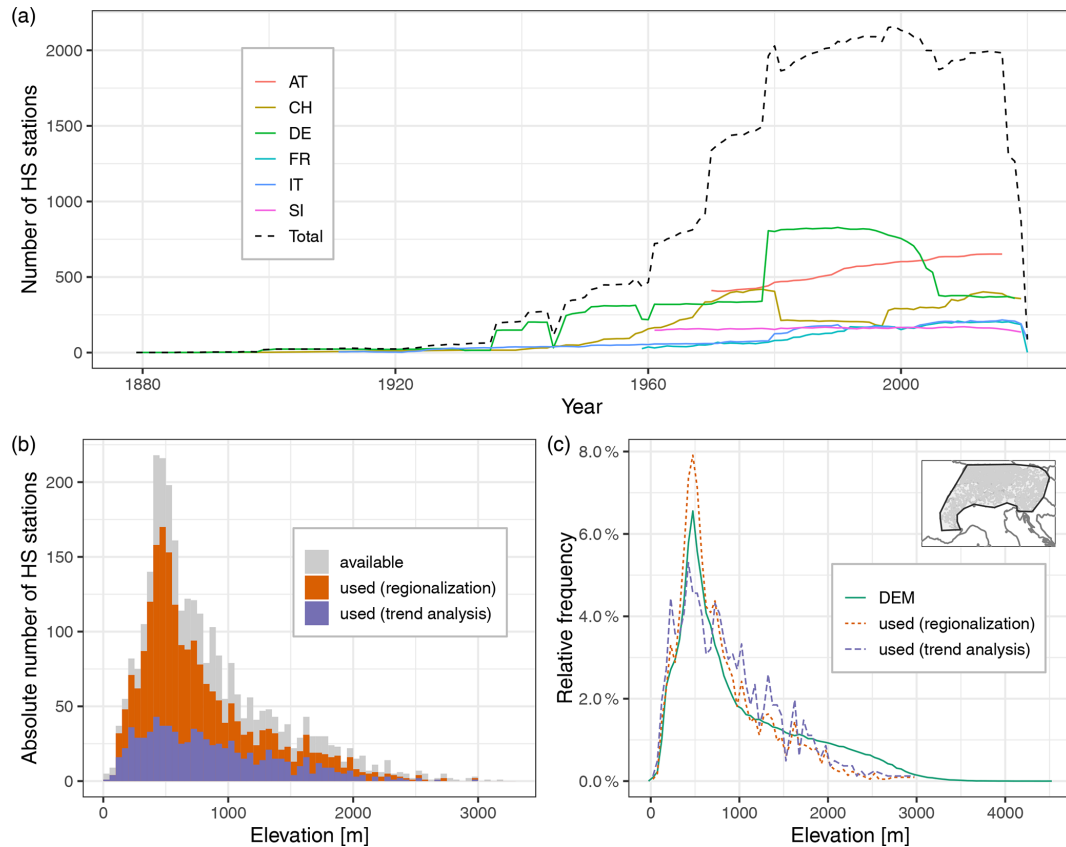 (a)
2000
1500
1000
500
0
Number of HS stations
AT
CH
DE
FR
IT
SI
Total
1880
1920
1960
2000
Year
(b)
200
150
100
50
0
Absolute number of HS stations
available
used (regionalization)
used (trend analysis)
0
1000
2000
3000
Elevation [m]
(c)
8.0 %
6.0 %
4.0 %
2.0 %
0.0 %
Relative frequency
DEM
used (regionalization)
used (trend analysis)
0
1000
2000
3000
4000
Elevation [m]